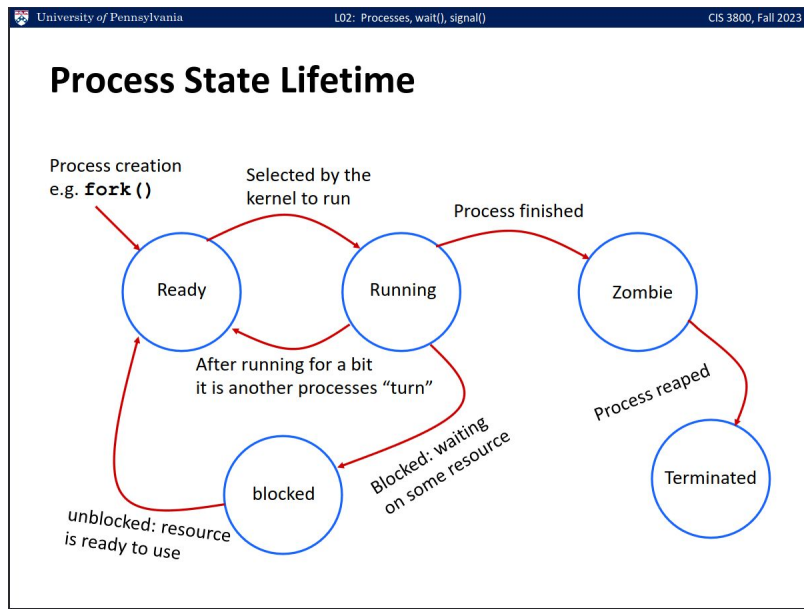 University of Pennsylvania
L02: Processes, wait(), signal()
CIS 3800, Fall 2023
Process State Lifetime
Process creation
e.g. fork()
Selected by the
kernel to run
Process finished
Ready
Running
Zombie
After running for a bit
it is another processes “turn”
Process reaped
Blocked: waiting
on some resource
blocked
Terminated
unblocked: resource
is ready to use